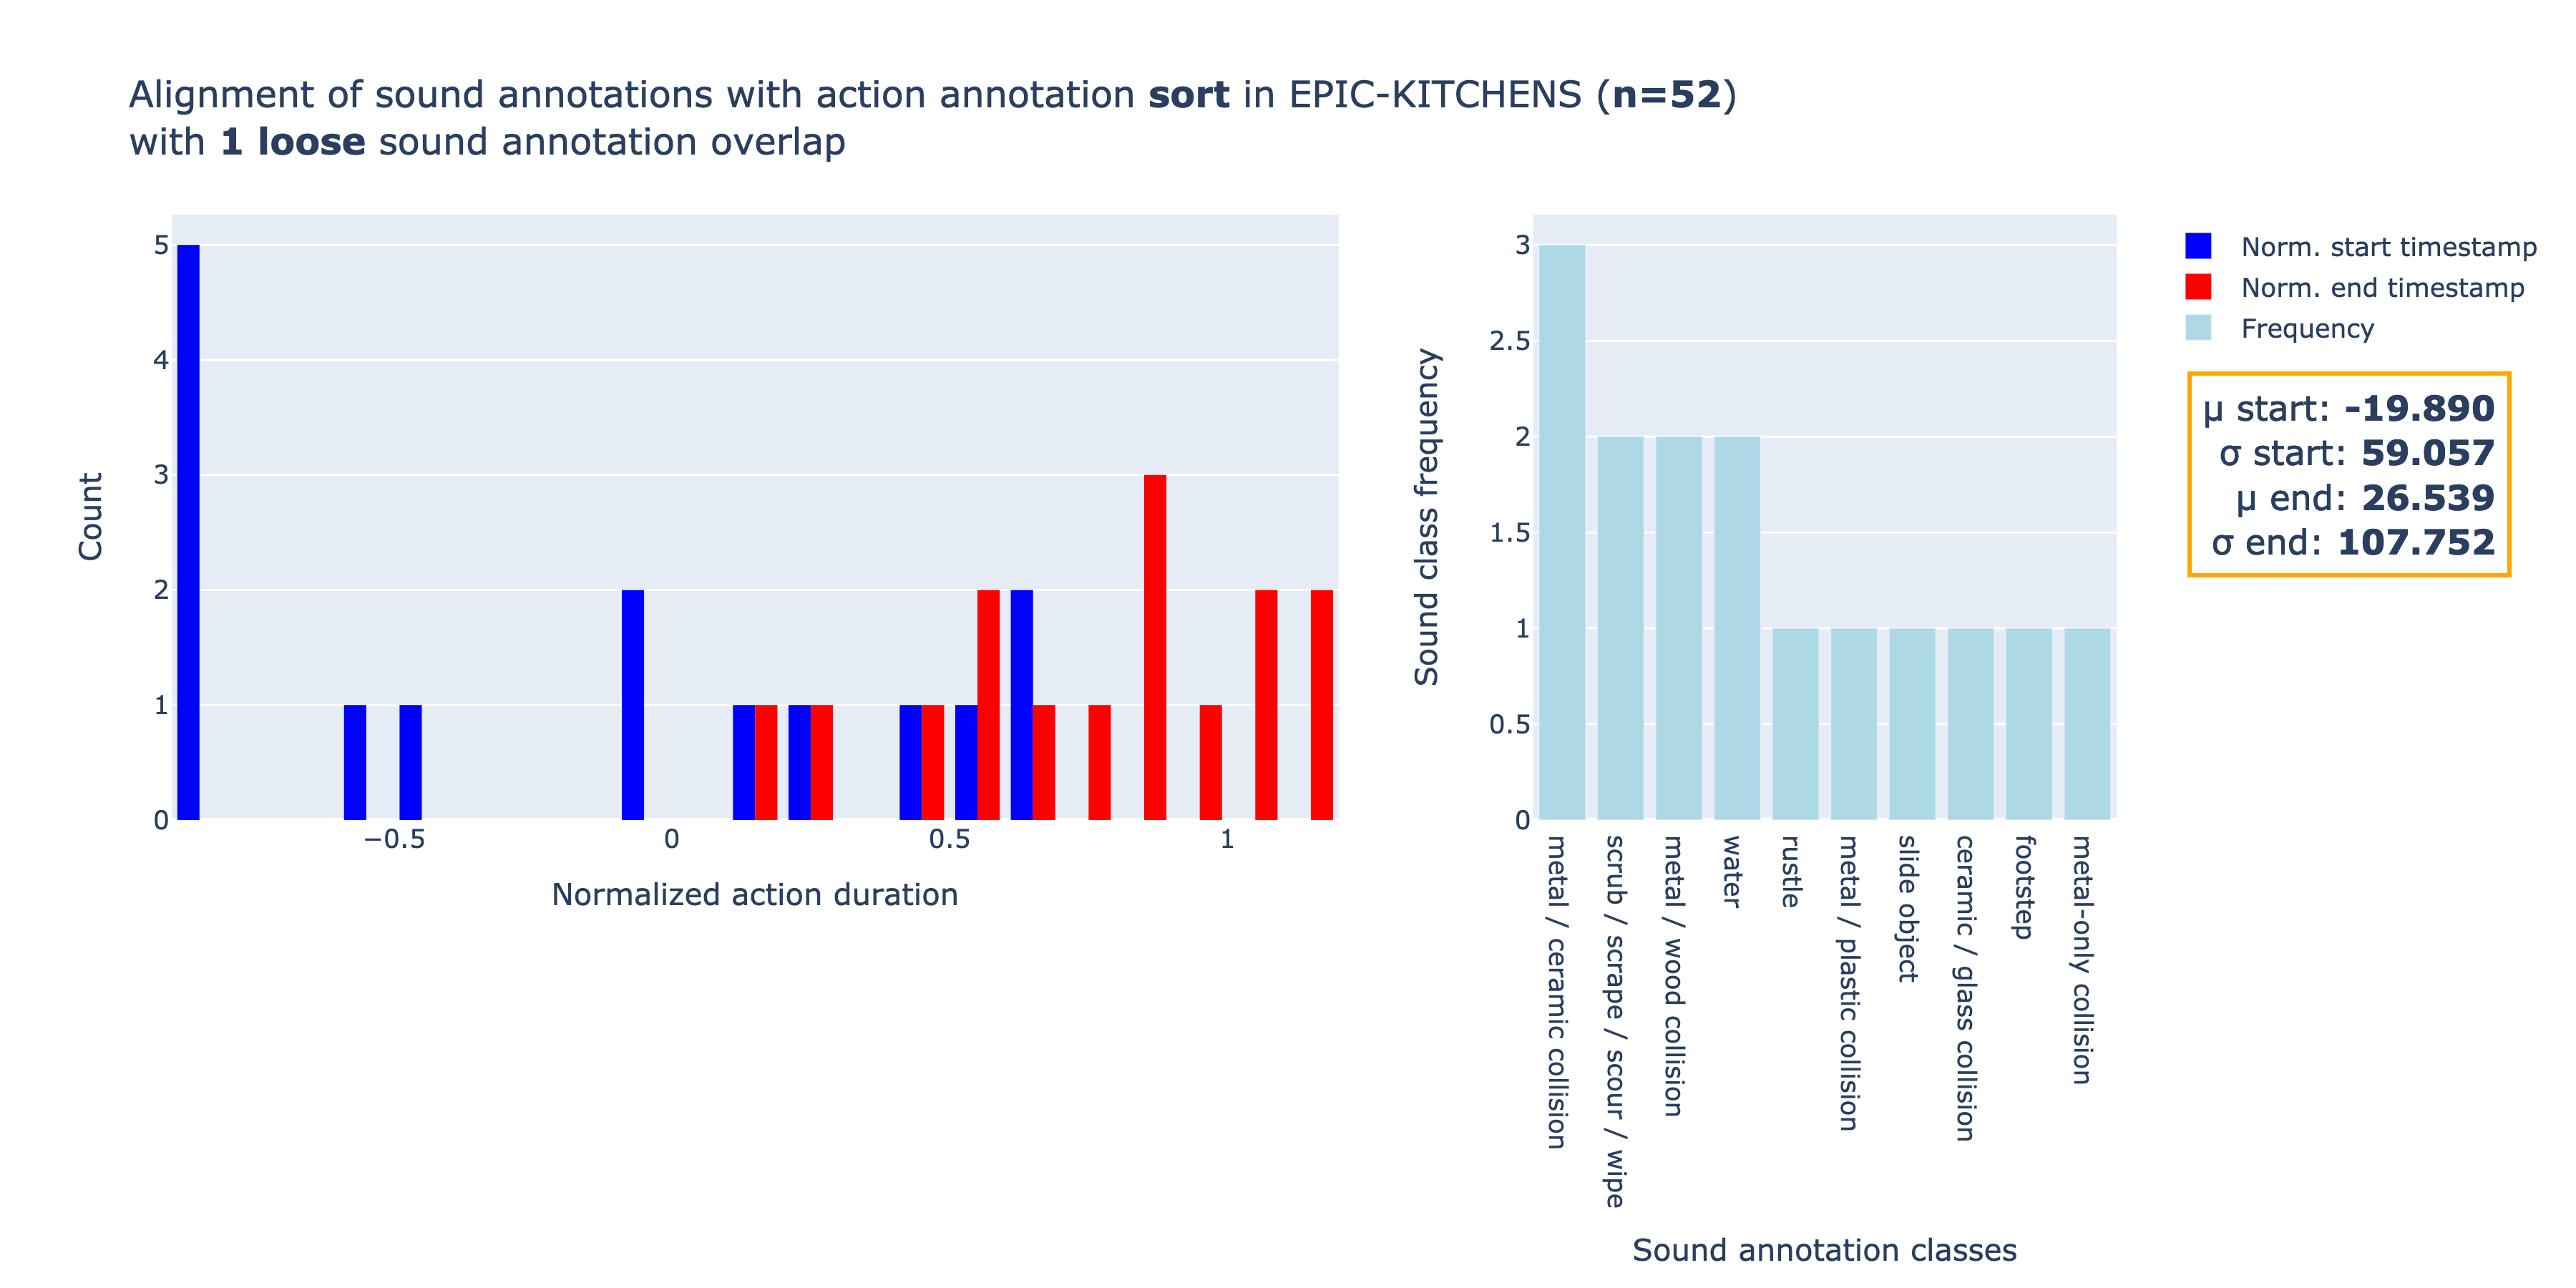 Alignment of sound annotations with action annotation sort in EPIC-KITCHENS (n=52)
with 1 loose sound annotation overlap
5
4
3
2
1
0
Count
−0.5
0
0.5
1
Normalized action duration
3
2.5
2
1.5
1
0.5
0
Sound class frequency
metal / ceramic collision
scrub / scrape / scour / wipe
metal / wood collision
water
rustle
metal / plastic collision
slide object
ceramic / glass collision
footstep
metal-only collision
Sound annotation classes
Norm. start timestamp
Norm. end timestamp
Frequency
μ start: -19.890
σ start: 59.057
μ end: 26.539
σ end: 107.752